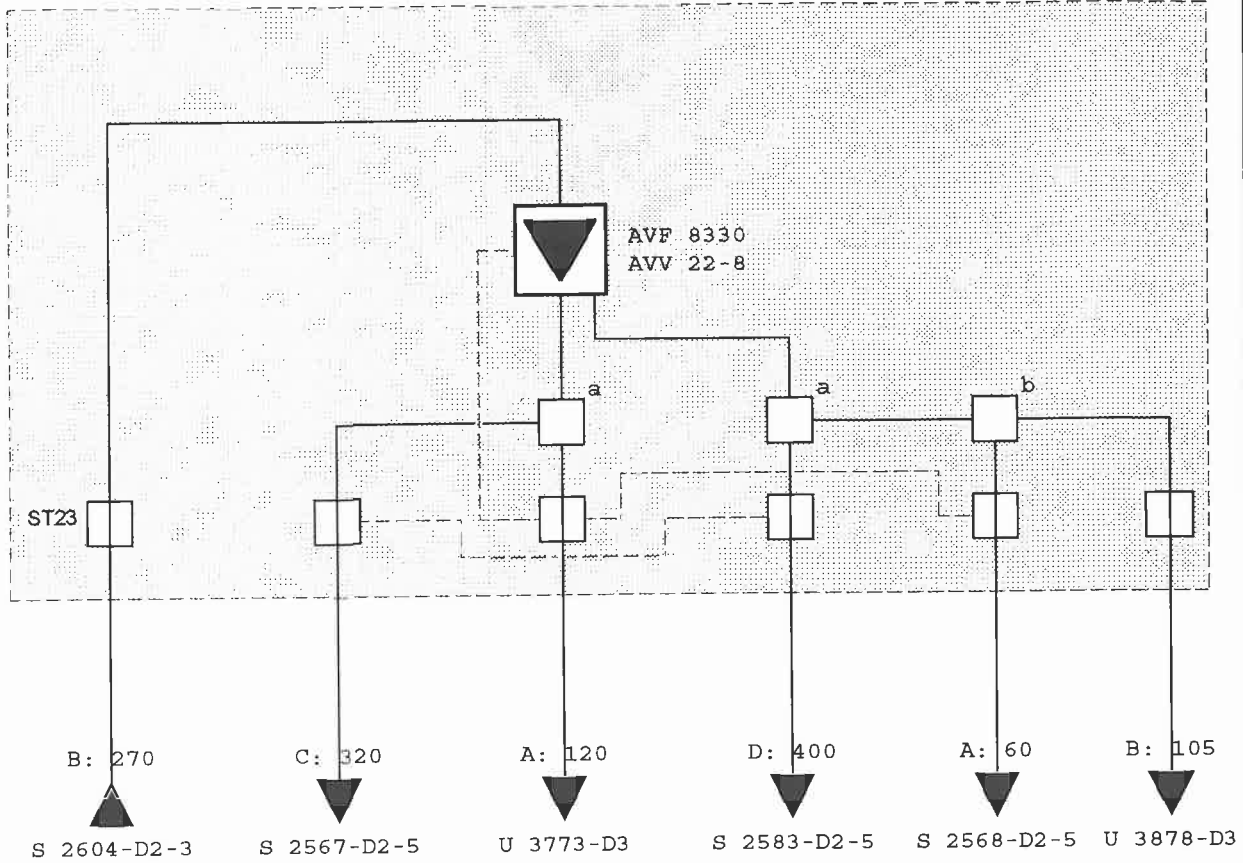 AVF 8330
AVV 22-8
a
a
b
ST23
B: 270
C: 320
A: 120
D: 400
A: 60
B: 105
S 2604-D2-3
S 2567-D2-5
U 3773-D3
S 2583-D2-5
S 2568-D2-5
U 3878-D3